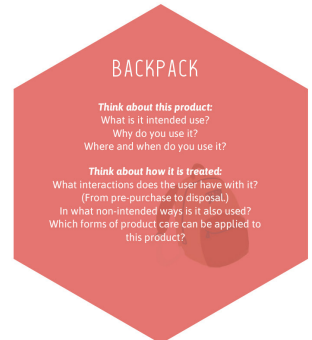 BACKPACK
Think about this product:
What is it intended use?
Why do you use it?
Where and when do you use it?
Think about how it is treated:
What interactions does the user have with it?
(From pre-purchase to disposal.)
In what non-intended ways is it also used?
Which forms of product care can be applied to
this product?